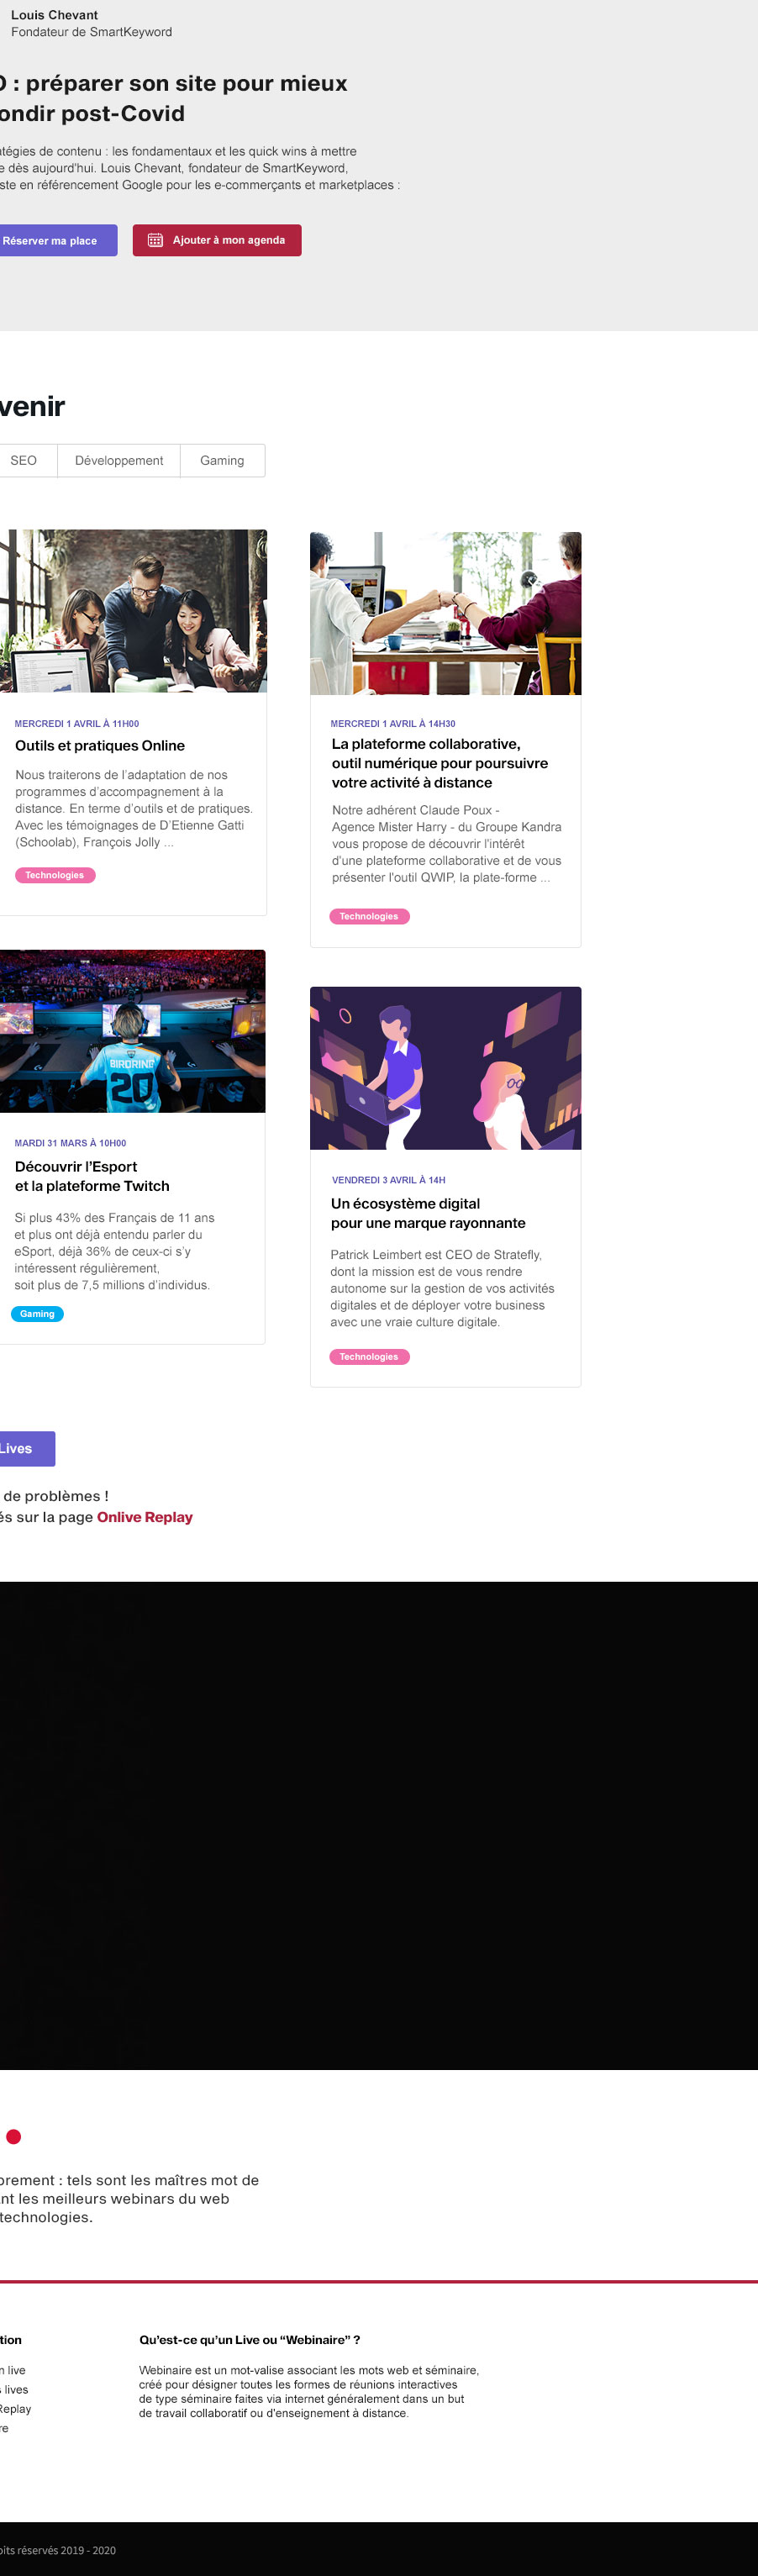 Louis Chevant
Fondateur de SmartKeyword
: préparer son site pour mieux
post-Covid
de contenu : les fondamentaux et les quick wins à mettre
dès aujourd'hui. Louis Chevant, fondateur de SmartKeyword,
en référencement Google pour les e-commerçants et marketplaces :
Réserver ma place
Ajouter à mon agenda
venir
SEO
Développement
Gaming
MERCREDI 1 AVRIL À 11H00
Outils et pratiques Online
Nous traiterons de l'adaptation de nos
programmes d'accompagnement à la
distance. En terme d'outils et de pratiques.
Avec les témoignages de D'Etienne Gatti
(Schoolab), François Jolly ...
Technologies
MERCREDI 1 AVRIL À 14H30
La plateforme collaborative,
outil numérique pour poursuivre
votre activité à distance
Notre adhérent Claude Poux -
Agence Mister Harry - du Groupe Kandra
vous propose de découvrir l'intérêt
d'une plateforme collaborative et de vous
présenter l'outil QWIP, la plate-forme ...
Technologies
BIRDRING
20
MARDI 31 MARS À 10H00
Découvrir l'Esport
et la plateforme Twitch
Si plus 43% des Français de 11 ans
et plus ont déjà entendu parler du
eSport, déjà 36% de ceux-ci s'y
intéressent régulièrement,
soit plus de 7,5 millions d'individus.
Gaming
VENDREDI 3 AVRIL À 14H
Un écosystème digital
pour une marque rayonnante
Patrick Leimbert est CEO de Stratefly,
dont la mission est de vous rendre
autonome sur la gestion de vos activités
digitales et de déployer votre business
avec une vraie culture digitale.
Technologies
Lives
de problèmes !
sur la page Onlive Replay
: tels sont les maîtres mot de
les meilleurs webinars du web
technologies.
live
lives
Replay
Qu'est-ce qu'un Live ou “Webinaire” ?
Webinaire est un mot-valise associant les mots web et séminaire,
créé pour désigner toutes les formes de réunions interactives
de type séminaire faites via internet généralement dans un but
de travail collaboratif ou d'enseignement à distance.
réservés 2019 - 2020